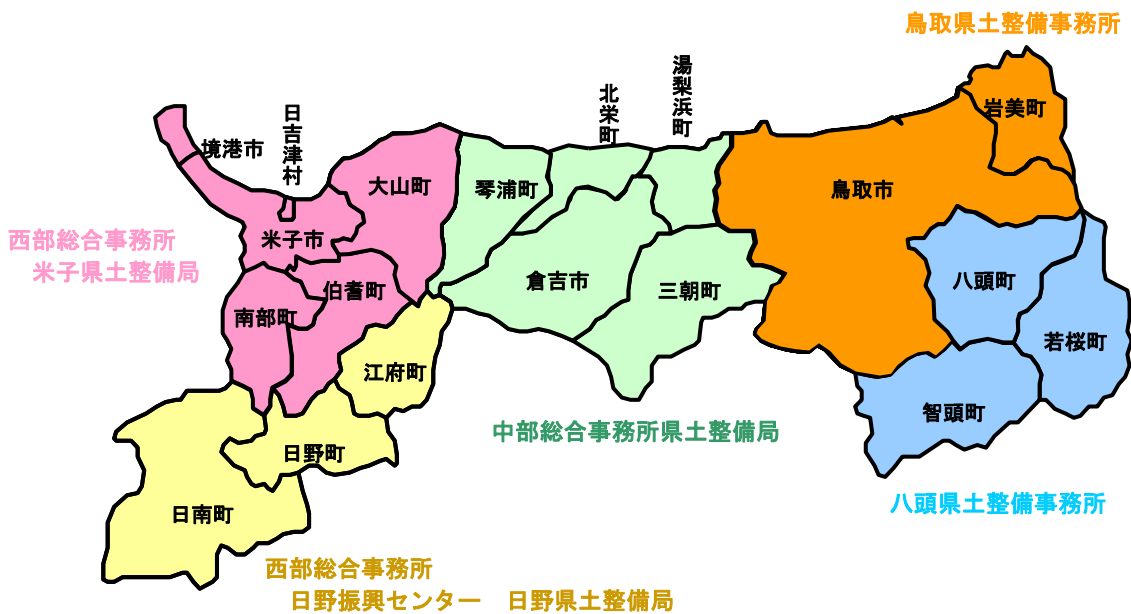 鳥取県土整備事務所
湯梨浜町
北栄町
岩美町
日吉津村
境港市
大山町
琴浦町
鳥取市
西部総合事務所
米子県土整備局
米子市
倉吉市
三朝町
八頭町
伯耆町
南部町
若桜町
江府町
智頭町
中部総合事務所県土整備局
日野町
八頭県土整備事務所
日南町
西部総合事務所
日野振興センター 日野県土整備局